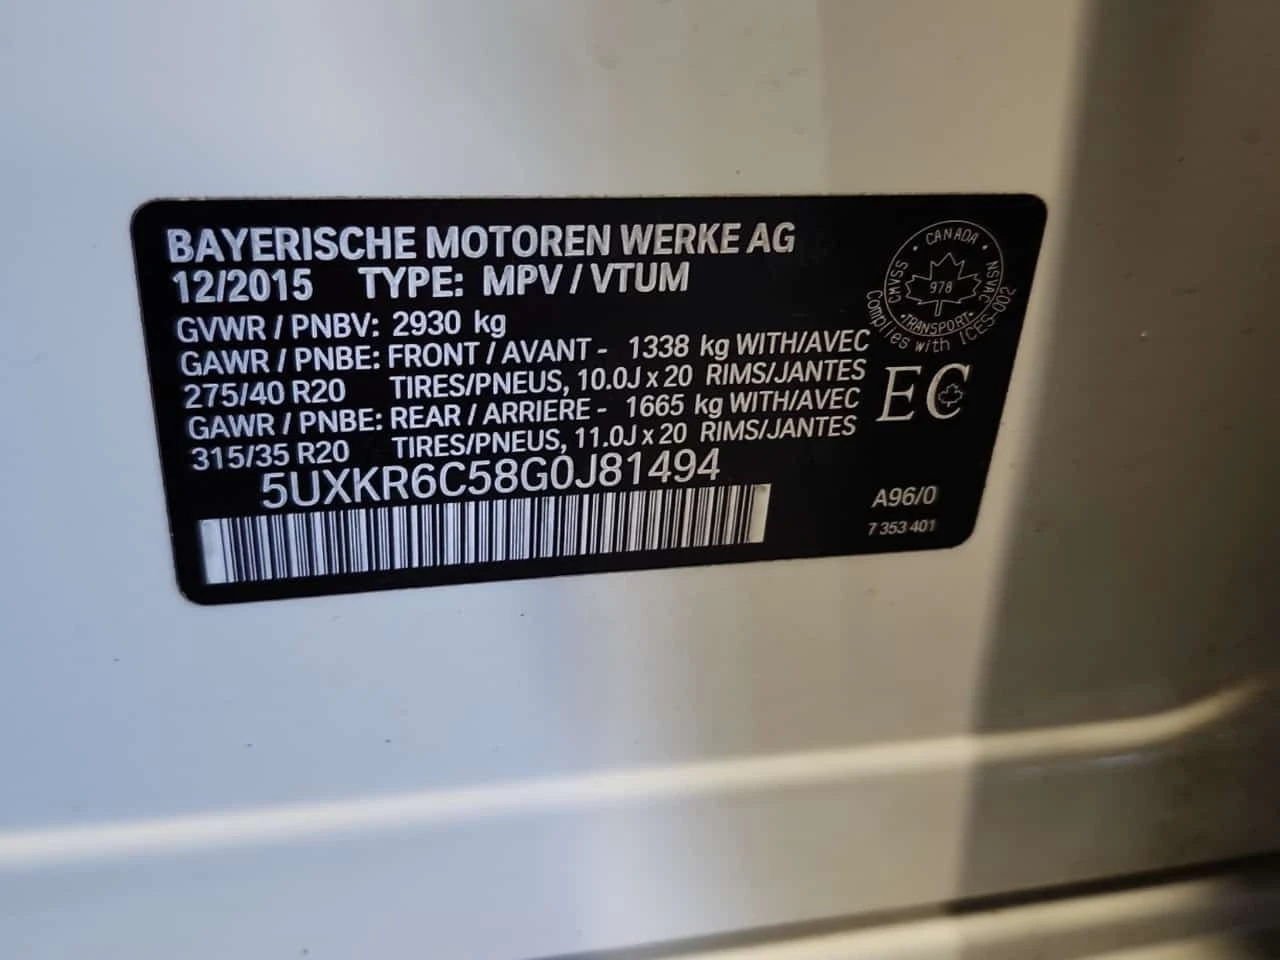 BAYERISCHE MOTOREN WERKE AG
12/2015 TYPE: MPV / VTUM
GVWR / PNBV: 2930 kg
GAWR / PNBE: FRONT / AVANT - 1338 kg WITH/AVEC
275/40 R20 TIRES/PNEUS, 10.0J x 20 RIMS/JANTES
GAWR / PNBE: REAR / ARRIERE - 1665 kg WITH/AVEC
315/35 R20 TIRES/PNEUS, 11.0J x 20 RIMS/JANTES
5UXKR6C58G0J81494
CANADA
CMVSS
NSVAC
978
TRANSPORT
Complies with ICES-002
EC
A96/0
7 353 401